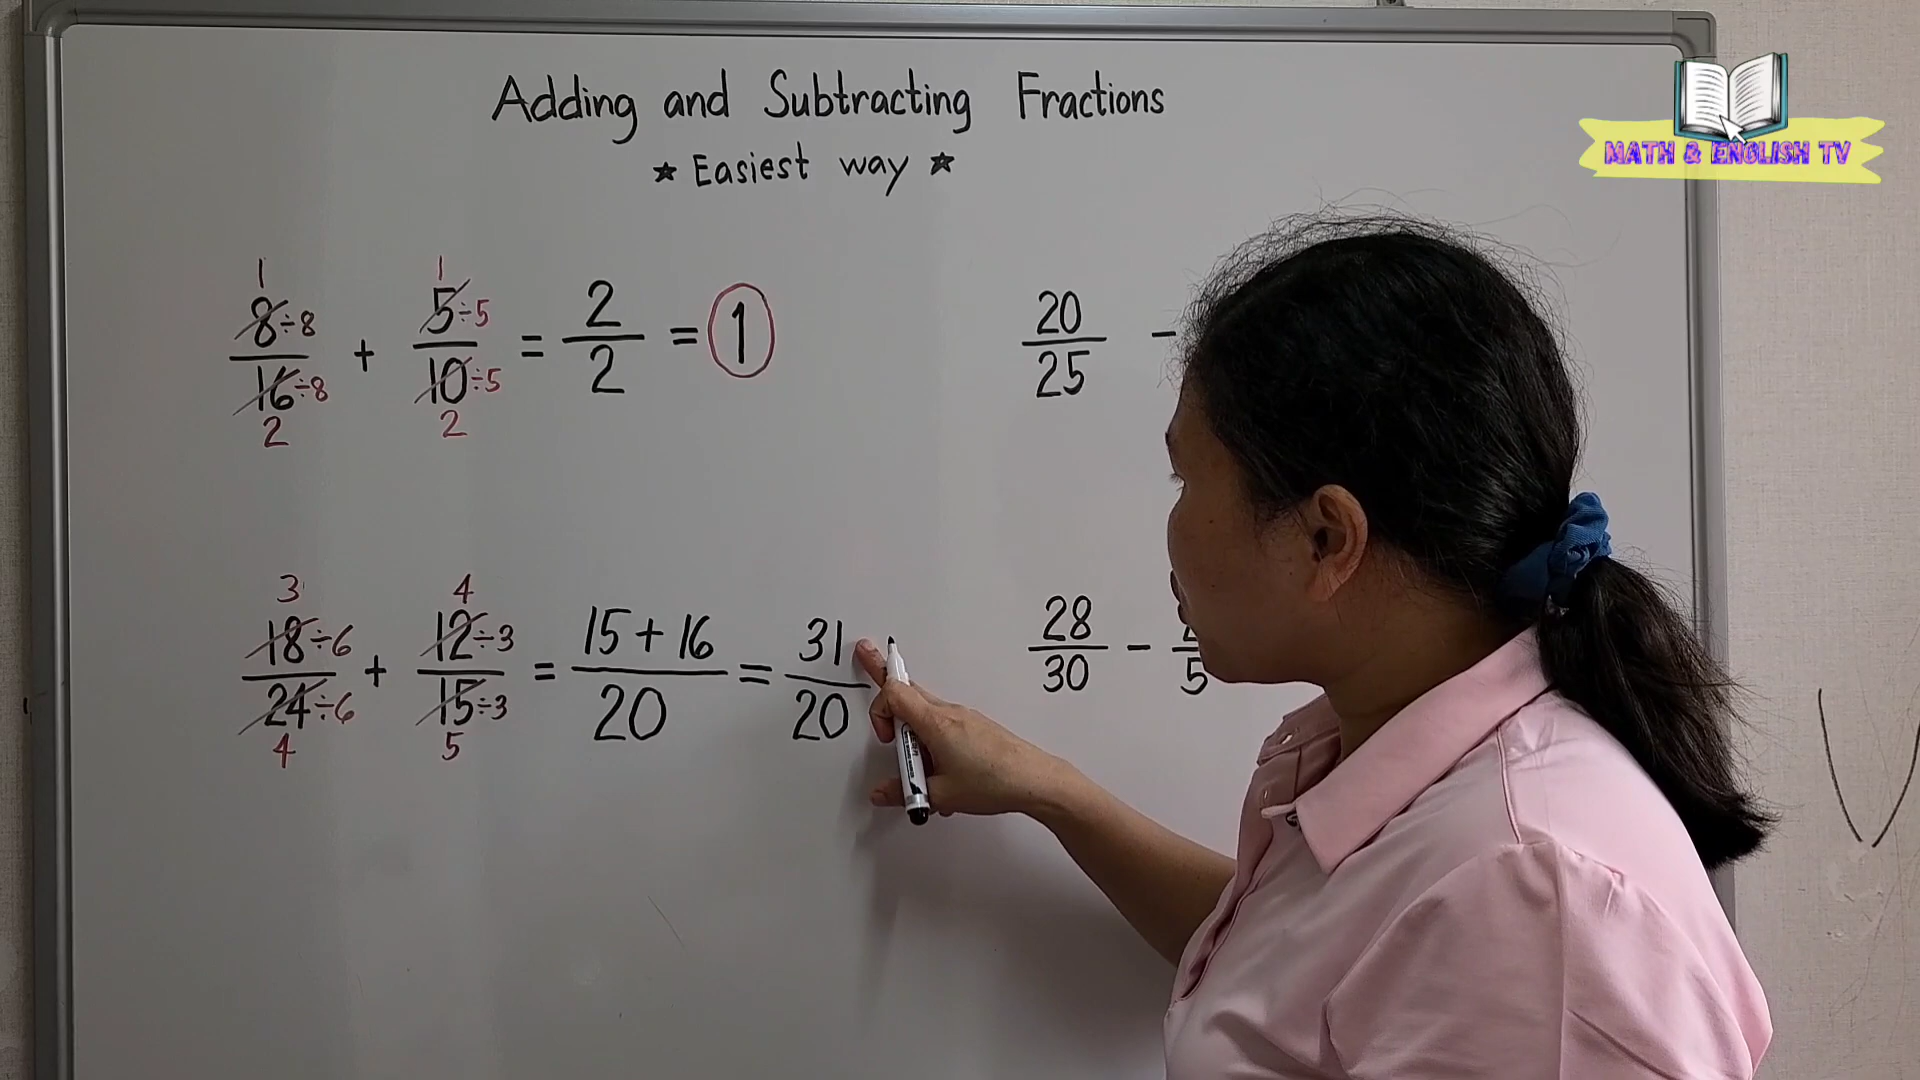 Adding and Subtracting Fractions
★ Easiest way ★
MATH & ENGLISH TV
1 1
8÷8 5÷5 2
+ = = 1
16÷8 10÷5 2
2 2
20
-
25
3 4
18÷6 12÷3 15+16 31
+ = =
24÷6 15÷3 20 20
4 5
28
-
30 5